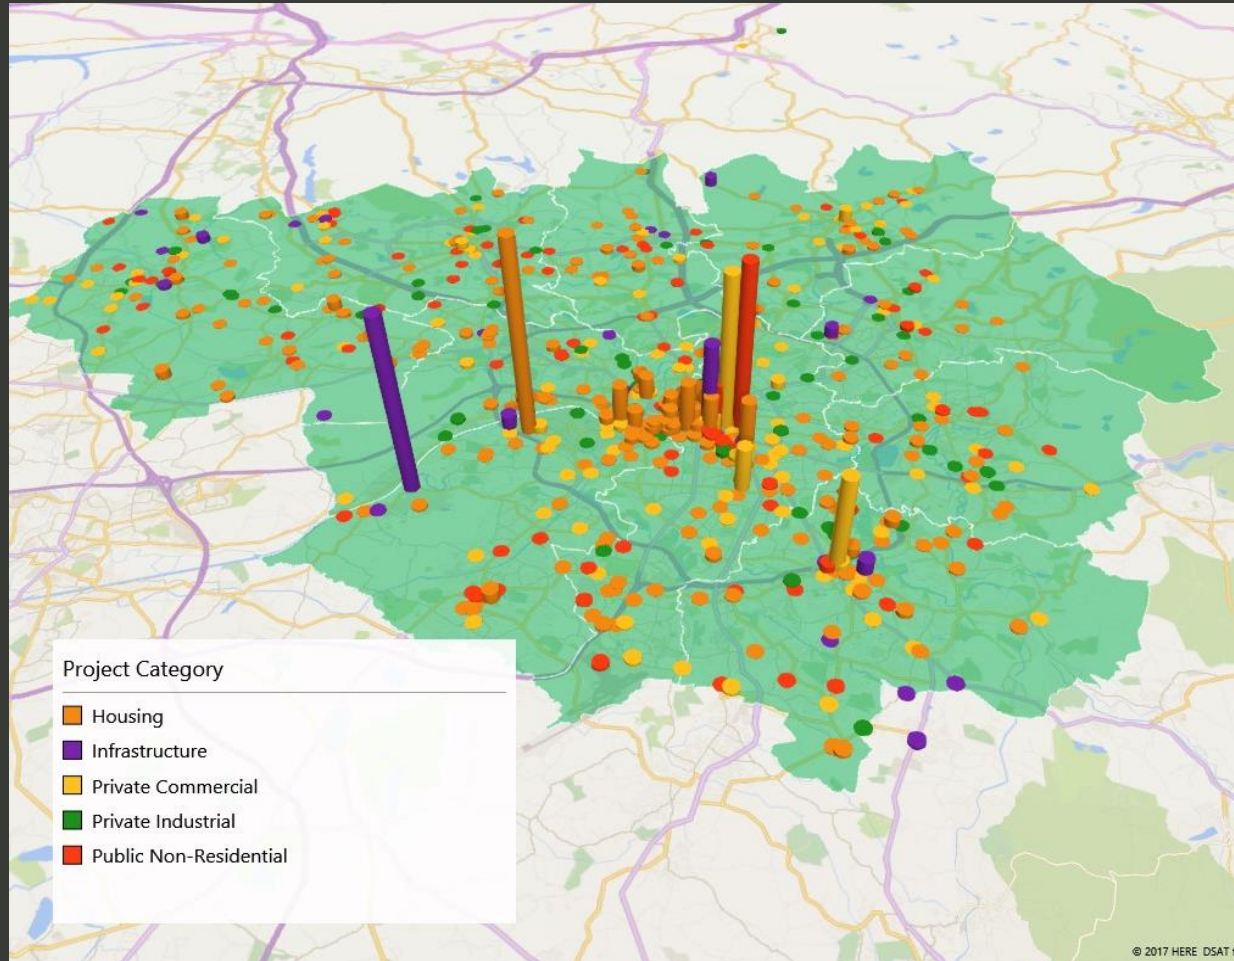 Project Category
Housing
Infrastructure
Private Commercial
Private Industrial
Public Non-Residential
© 2017 HERE DSAT